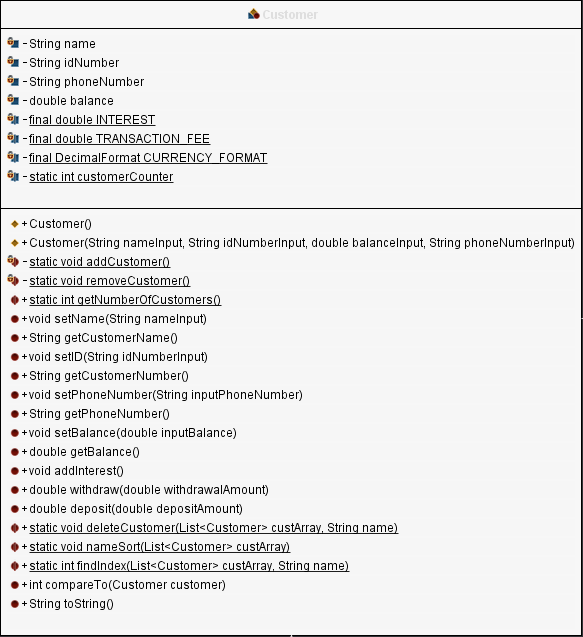 Customer
- String name
- String idNumber
- String phoneNumber
- double balance
- final double INTEREST
- final double TRANSACTION_FEE
- final DecimalFormat CURRENCY_FORMAT
- static int customerCounter
+ Customer()
+ Customer(String nameInput, String idNumberInput, double balanceInput, String phoneNumberInput)
- static void addCustomer()
- static void removeCustomer()
+ static int getNumberOfCustomers()
+ void setName(String nameInput)
+ String getCustomerName()
+ void setID(String idNumberInput)
+ String getCustomerNumber()
+ void setPhoneNumber(String inputPhoneNumber)
+ String getPhoneNumber()
+ void setBalance(double inputBalance)
+ double getBalance()
+ void addInterest()
+ double withdraw(double withdrawalAmount)
+ double deposit(double depositAmount)
+ static void deleteCustomer(List<Customer> custArray, String name)
+ static void nameSort(List<Customer> custArray)
+ static int findIndex(List<Customer> custArray, String name)
+ int compareTo(Customer customer)
+ String toString()